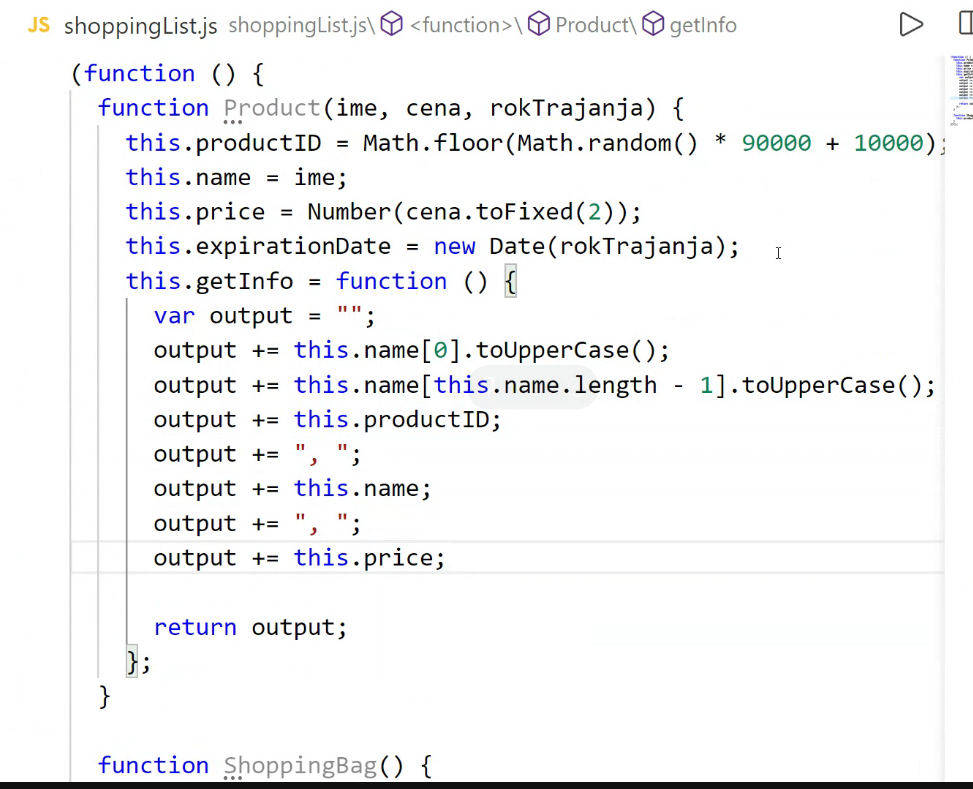 JS shoppingList.js shoppingList.js\ <function>\ Product\ getInfo
(function () {
function Product(ime, cena, rokTrajanja) {
this.productID = Math.floor(Math.random() * 90000 + 10000);
this.name = ime;
this.price = Number(cena.toFixed(2));
this.expirationDate = new Date(rokTrajanja);
this.getInfo = function () {
var output = "";
output += this.name[0].toUpperCase();
output += this.name[this.name.length - 1].toUpperCase();
output += this.productID;
output += ", ";
output += this.name;
output += ", ";
output += this.price;
return output;
};
}
function ShoppingBag() {